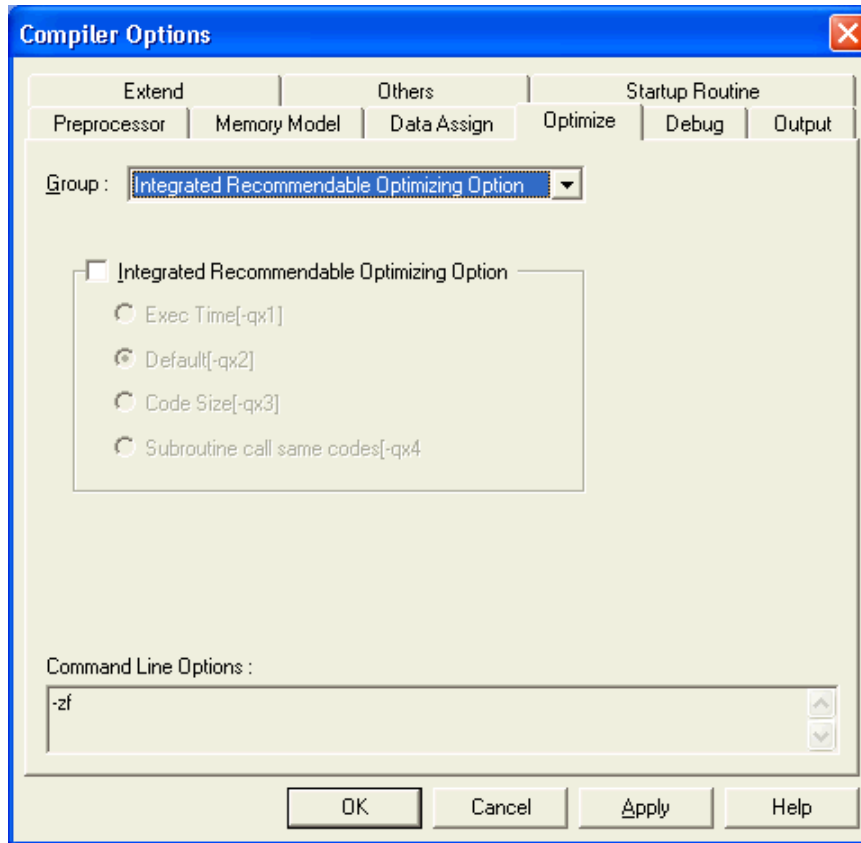 Compiler Options
Extend Others Startup Routine
Preprocessor Memory Model Data Assign Optimize Debug Output
Group : Integrated Recommendable Optimizing Option
Integrated Recommendable Optimizing Option
Exec Time[-qx1]
Default[-qx2]
Code Size[-qx3]
Subroutine call same codes[-qx4
Command Line Options :
-zf
OK Cancel Apply Help